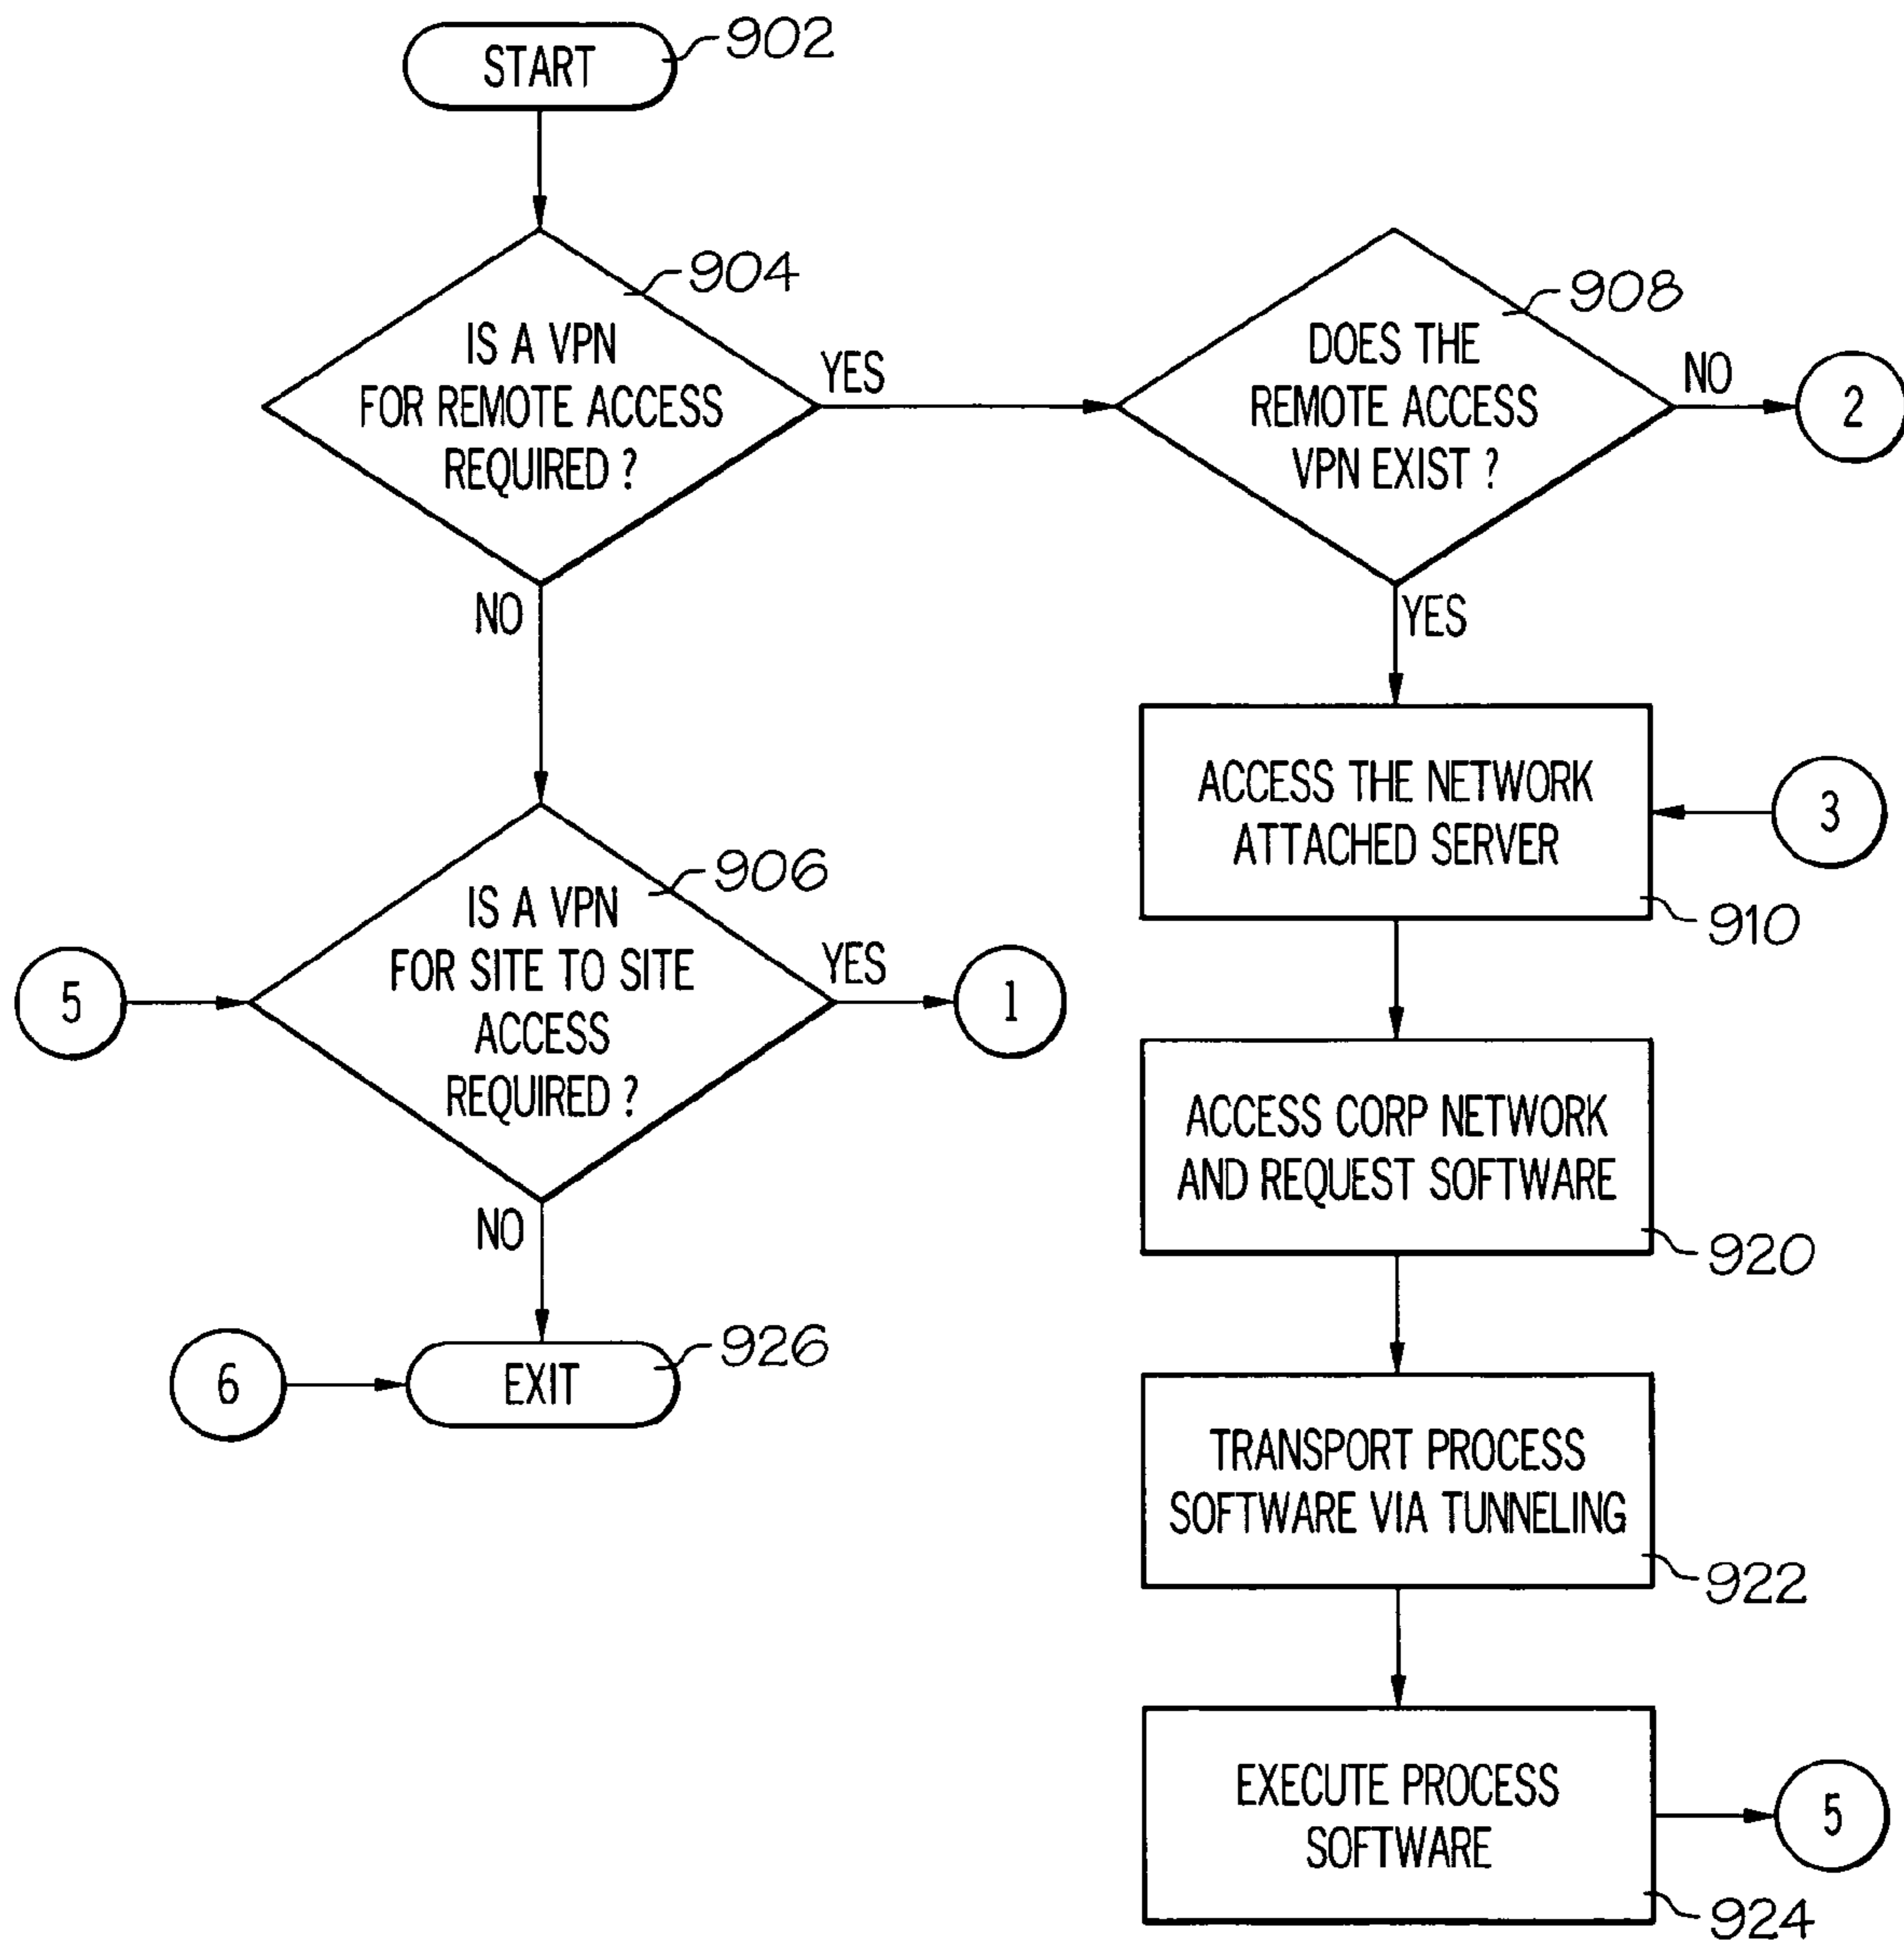 START
902
IS A VPN
FOR REMOTE ACCESS
REQUIRED ?
904
YES
NO
DOES THE
REMOTE ACCESS
VPN EXIST ?
908
NO
2
YES
ACCESS THE NETWORK
ATTACHED SERVER
910
3
5
IS A VPN
FOR SITE TO SITE
ACCESS
REQUIRED ?
906
YES
1
NO
ACCESS CORP NETWORK
AND REQUEST SOFTWARE
920
6
EXIT
926
TRANSPORT PROCESS
SOFTWARE VIA TUNNELING
922
EXECUTE PROCESS
SOFTWARE
924
5